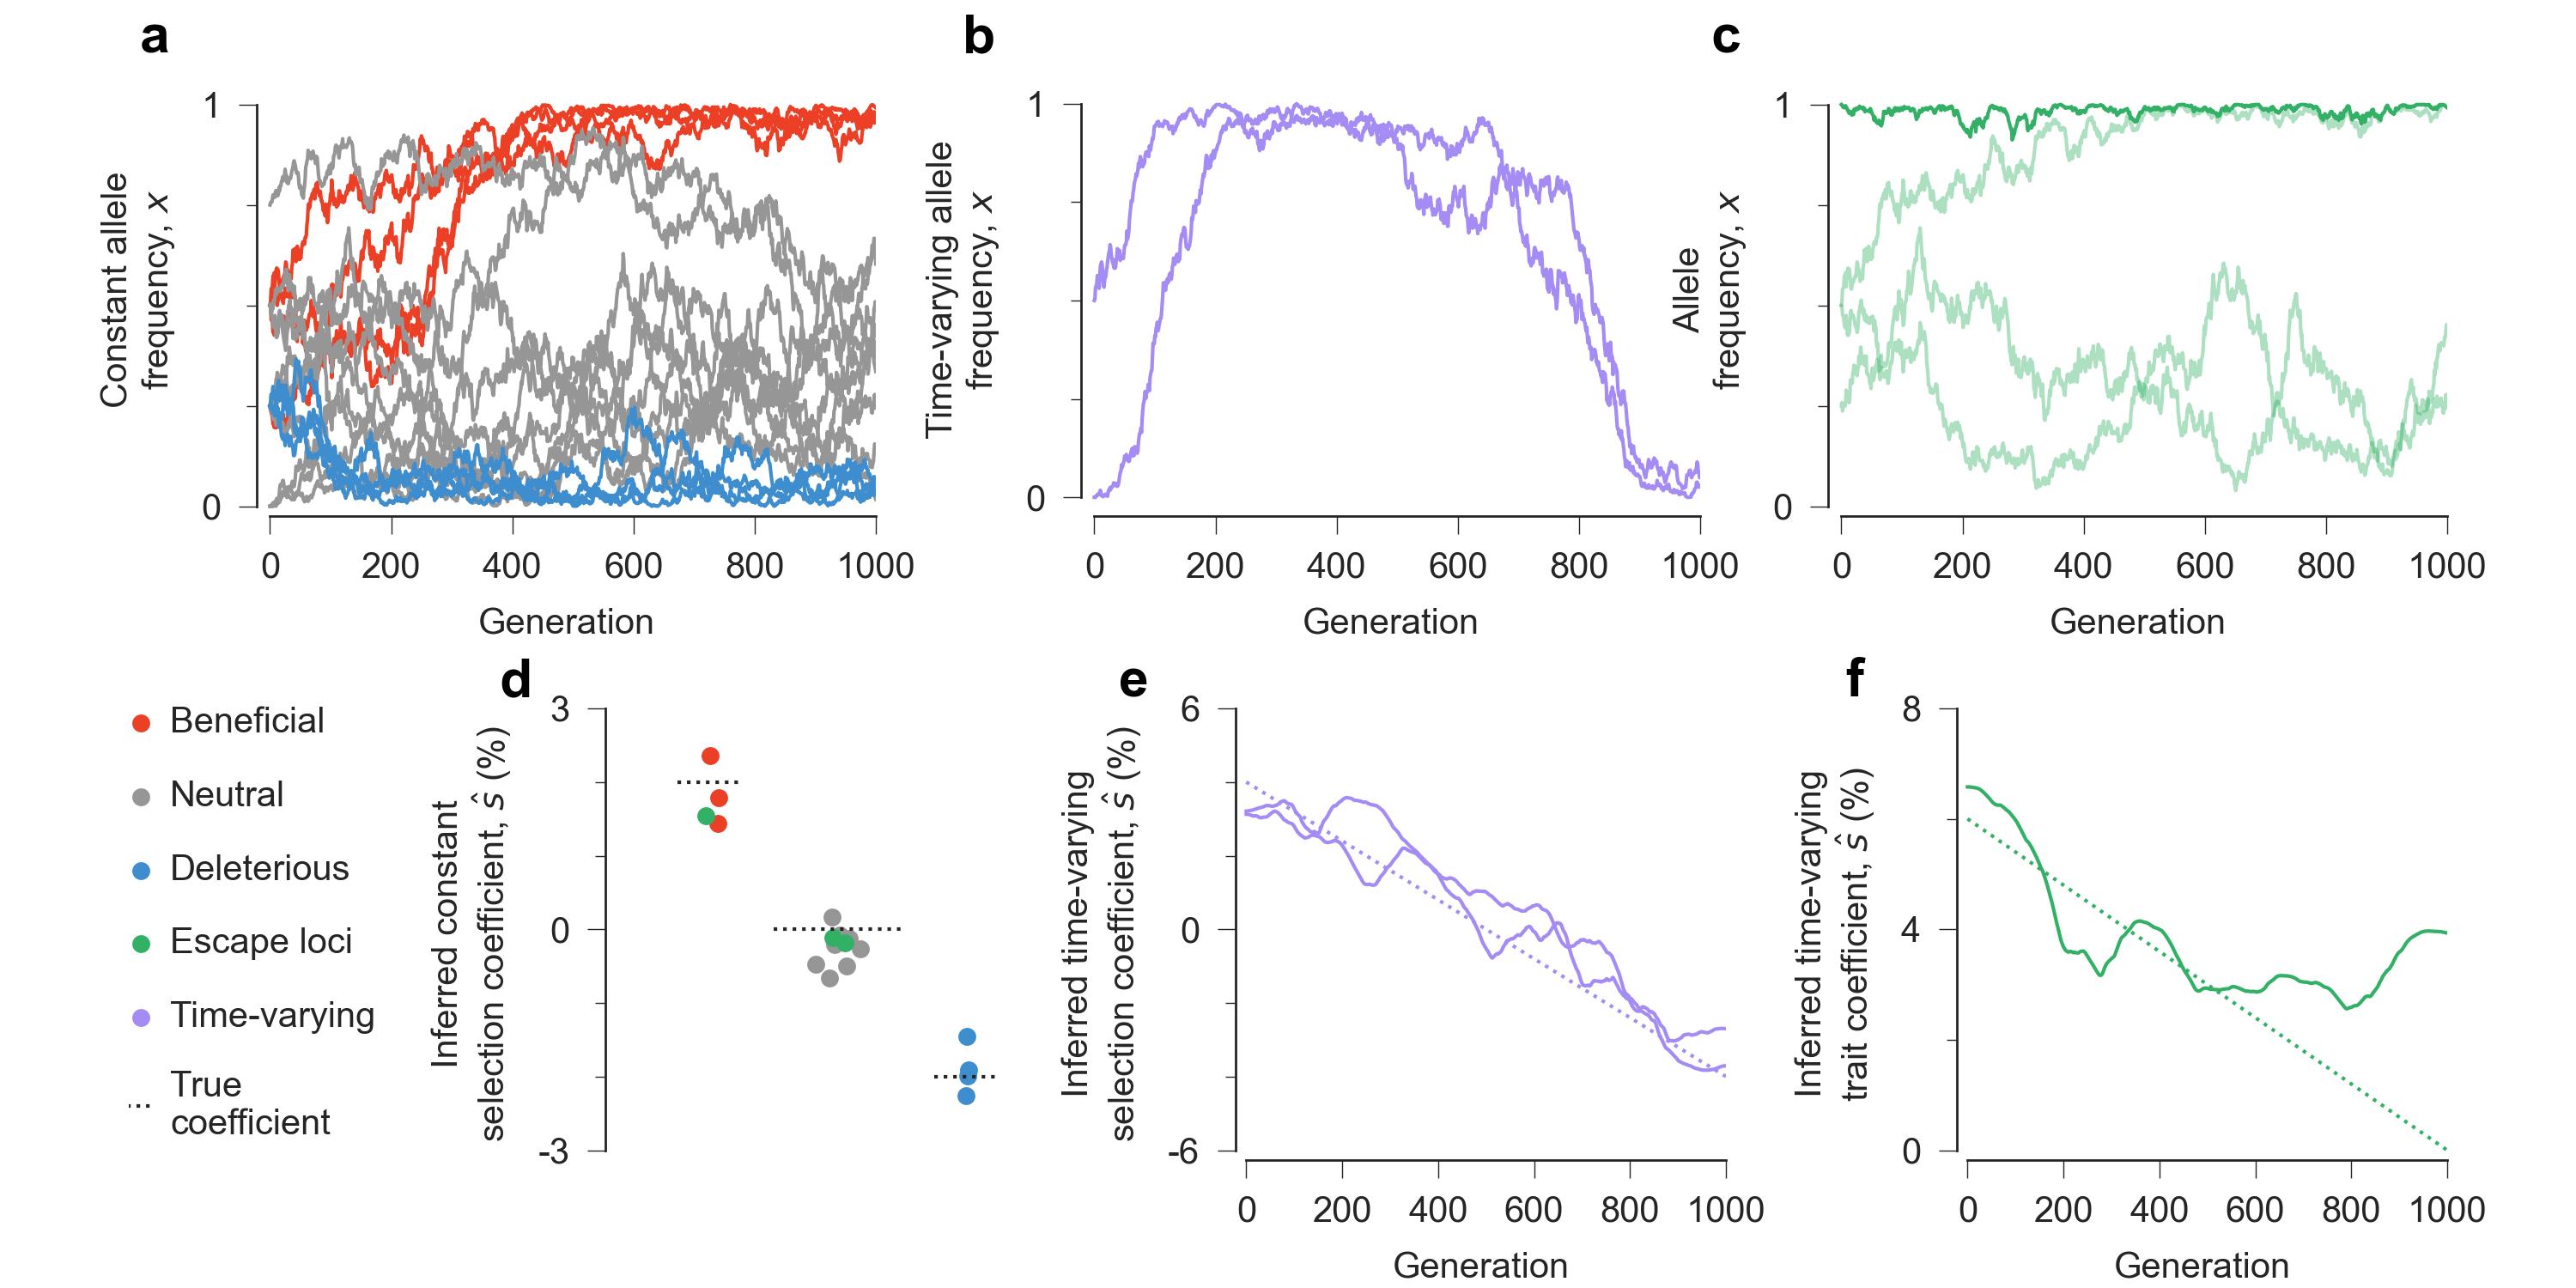 a
b
c
Constant allele
frequency, x
1
0
0 200 400 600 800 1000
Generation
Time-varying allele
frequency, x
1
0
0 200 400 600 800 1000
Generation
Allele
frequency, x
1
0
0 200 400 600 800 1000
Generation
Beneficial
Neutral
Deleterious
Escape loci
Time-varying
True
coefficient
d
Inferred constant
selection coefficient, ŝ (%)
3
0
-3
e
Inferred time-varying
selection coefficient, ŝ (%)
6
0
-6
0 200 400 600 800 1000
Generation
f
Inferred time-varying
trait coefficient, ŝ (%)
8
4
0
0 200 400 600 800 1000
Generation